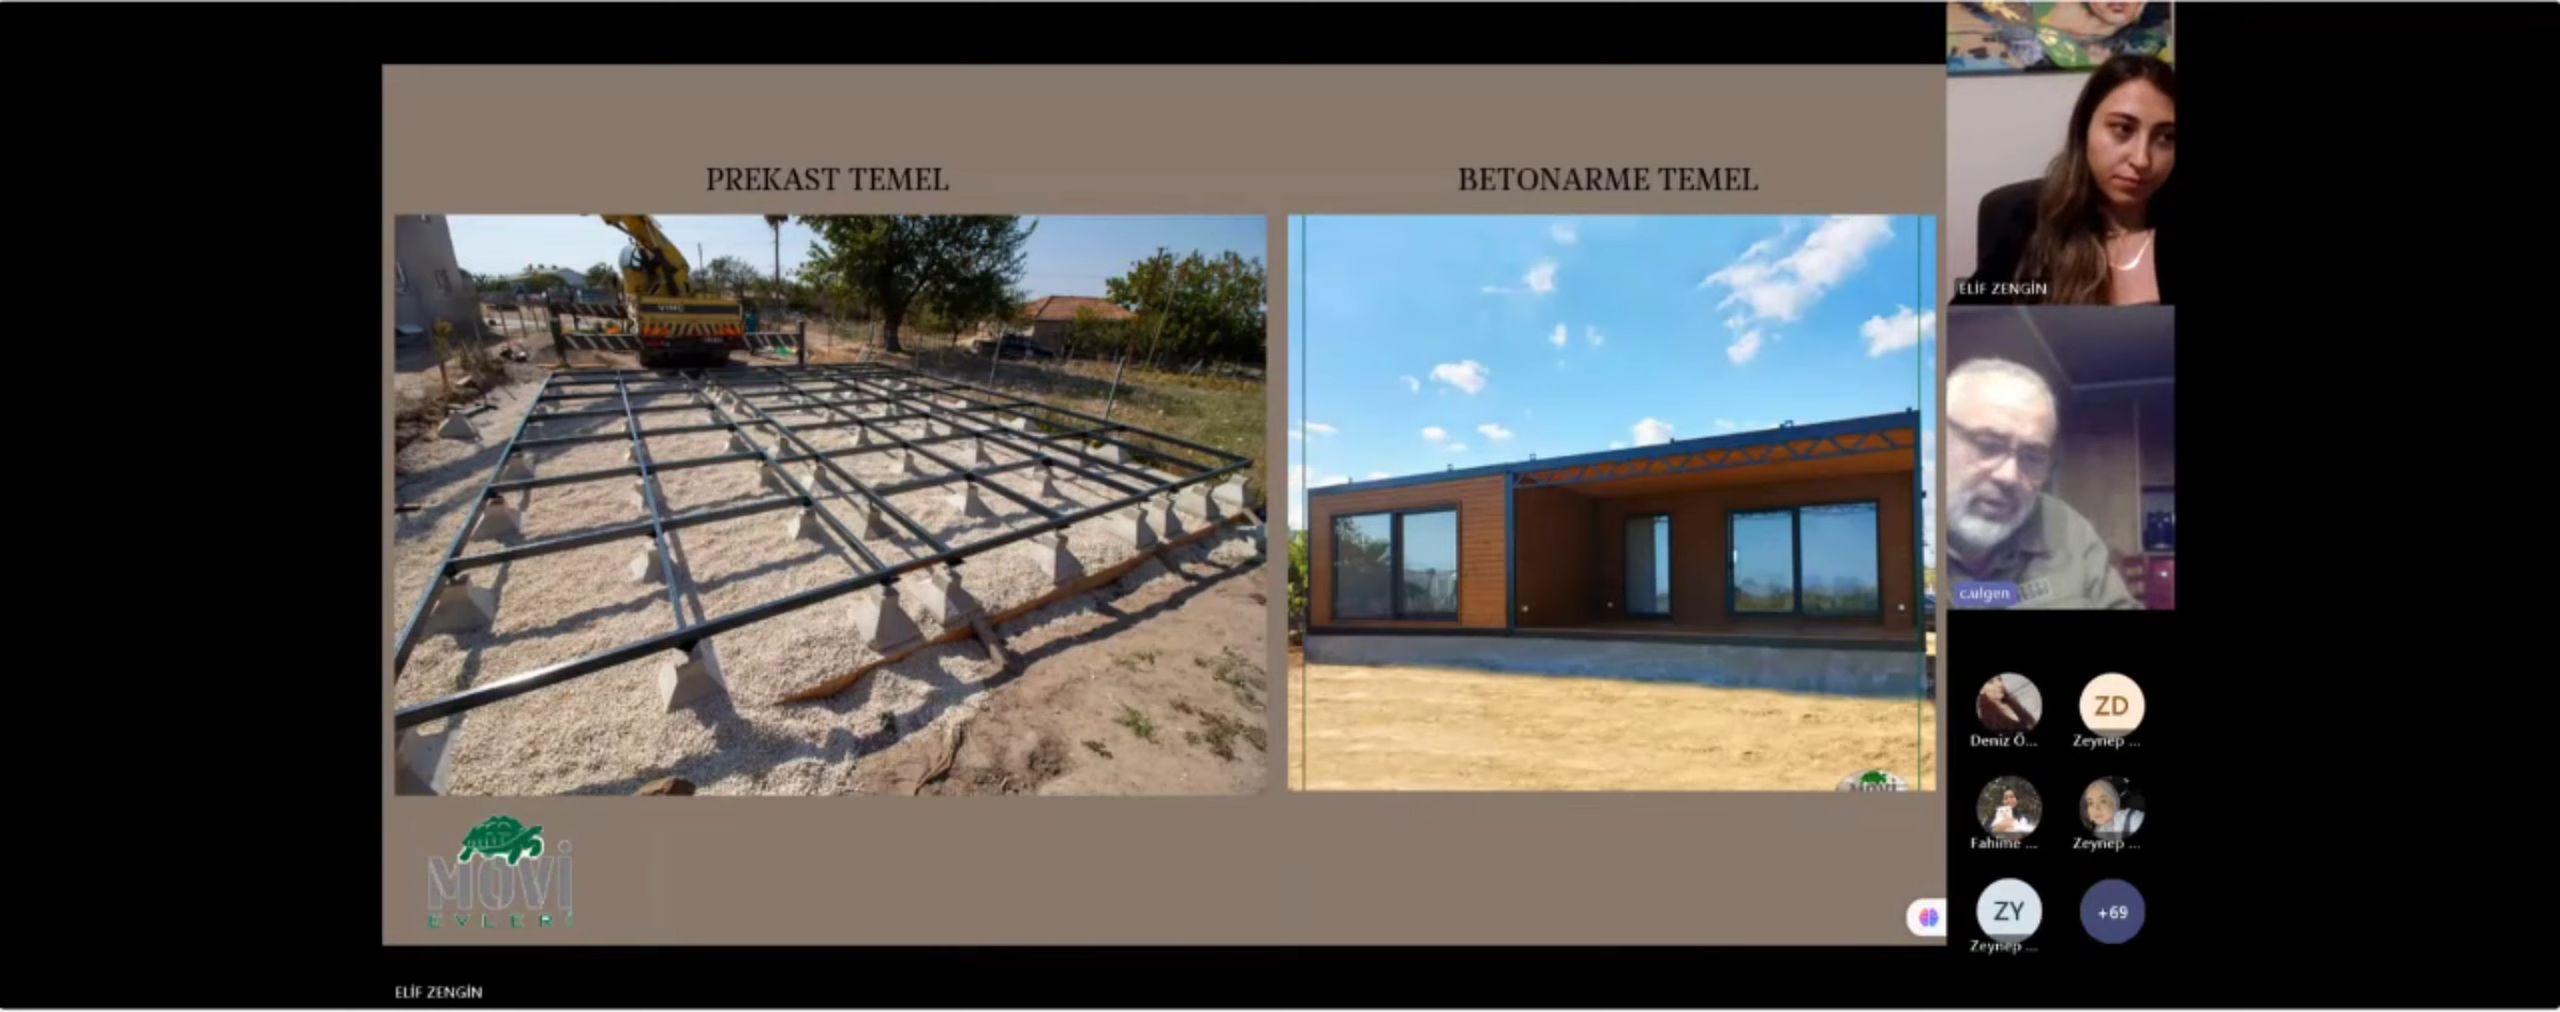 PREKAST TEMEL
BETONARME TEMEL
MOVİ
EVLERİ
ELİF ZENGİN
c.ulgen
Deniz Ö...
ZD
Zeynep ...
Fahime ...
Zeynep ...
ZY
Zeynep ...
+69
ELİF ZENGİN